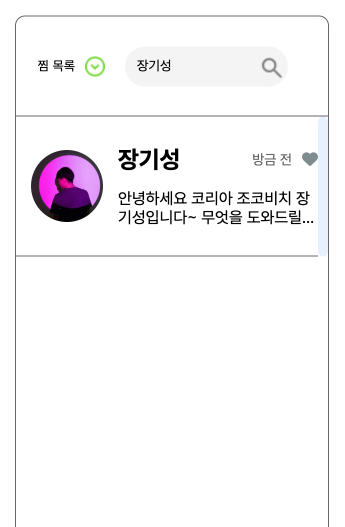 찜 목록
장기성
장기성
방금 전
안녕하세요 코리아 조코비치 장
기성입니다~ 무엇을 도와드릴...